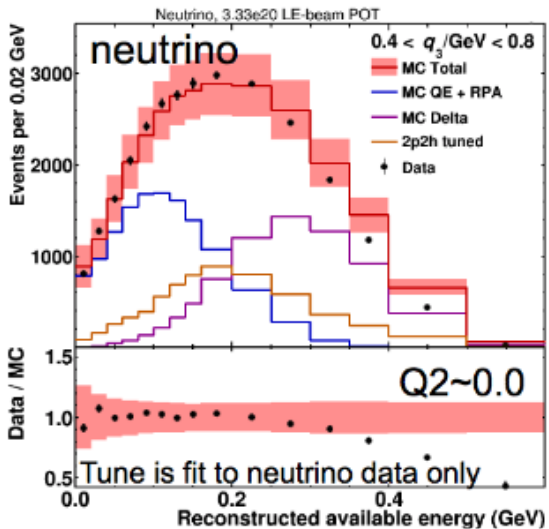 Neutrino, 3.33e20 LE-beam POT
neutrino
0.4 < q₃/GeV < 0.8
MC Total
MC QE + RPA
MC Delta
2p2h tuned
Data
Events per 0.02 GeV
3000
2000
1000
Data / MC
1.5
1.0
0.5
Q2~0.0
Tune is fit to neutrino data only
0.0 0.2 0.4
Reconstructed available energy (GeV)